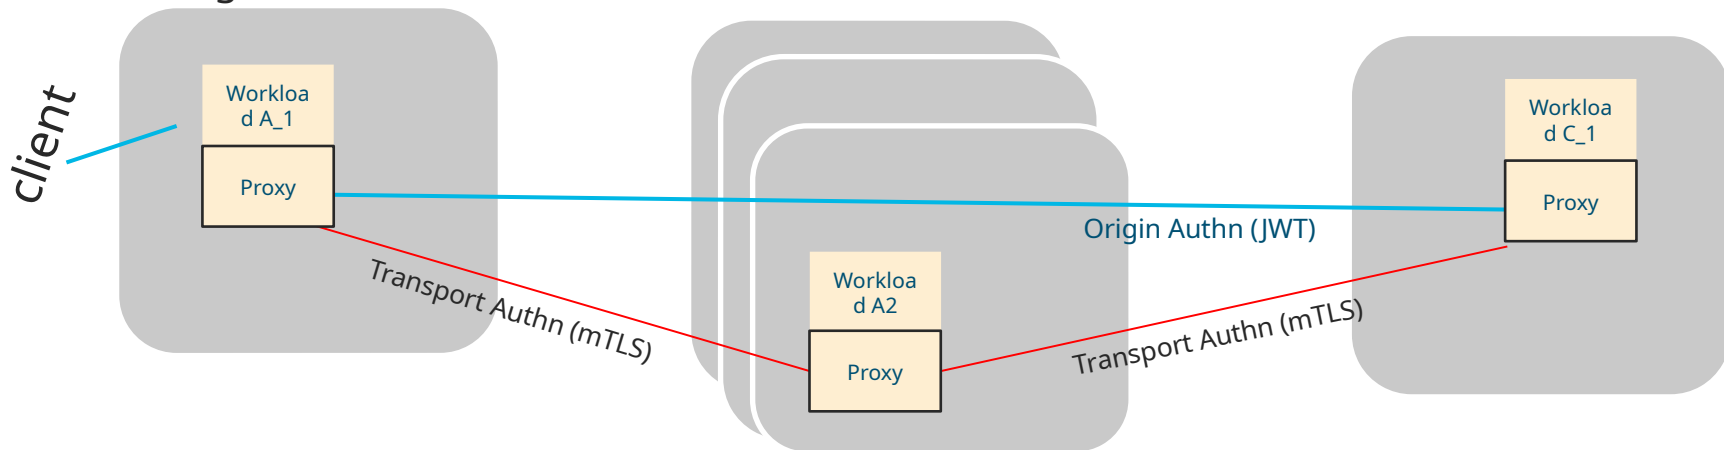 client
Workloa
d A_1
Proxy
Transport Authn (mTLS)
Workloa
d A2
Proxy
Origin Authn (JWT)
Transport Authn (mTLS)
Workloa
d C_1
Proxy